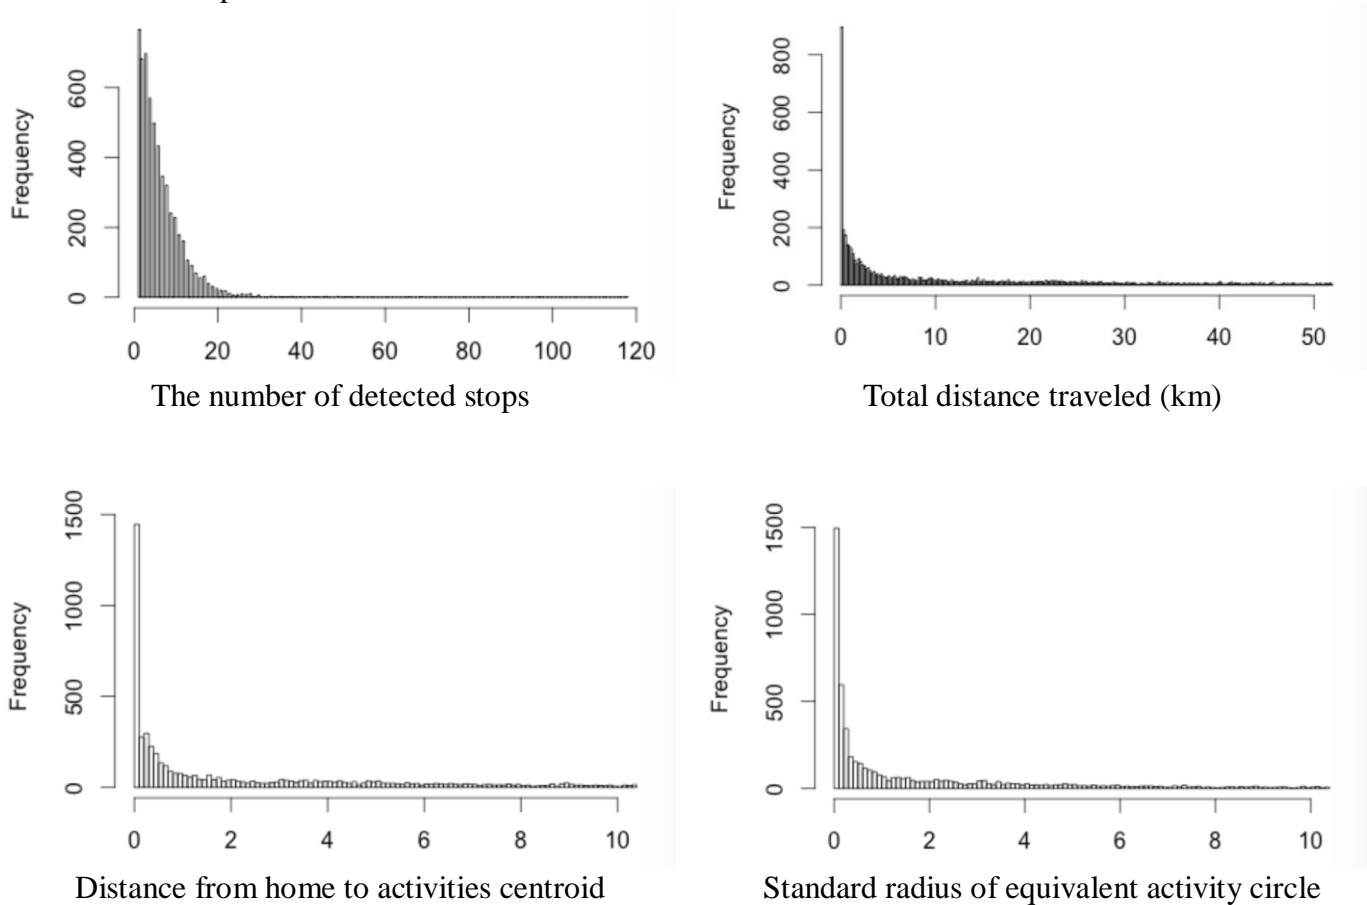 Frequency
600
400
200
0
0 20 40 60 80 100 120
The number of detected stops
Frequency
800
600
400
200
0
0 10 20 30 40 50
Total distance traveled (km)
Frequency
1500
1000
500
0
0 2 4 6 8 10
Distance from home to activities centroid
Frequency
1500
1000
500
0
0 2 4 6 8 10
Standard radius of equivalent activity circle